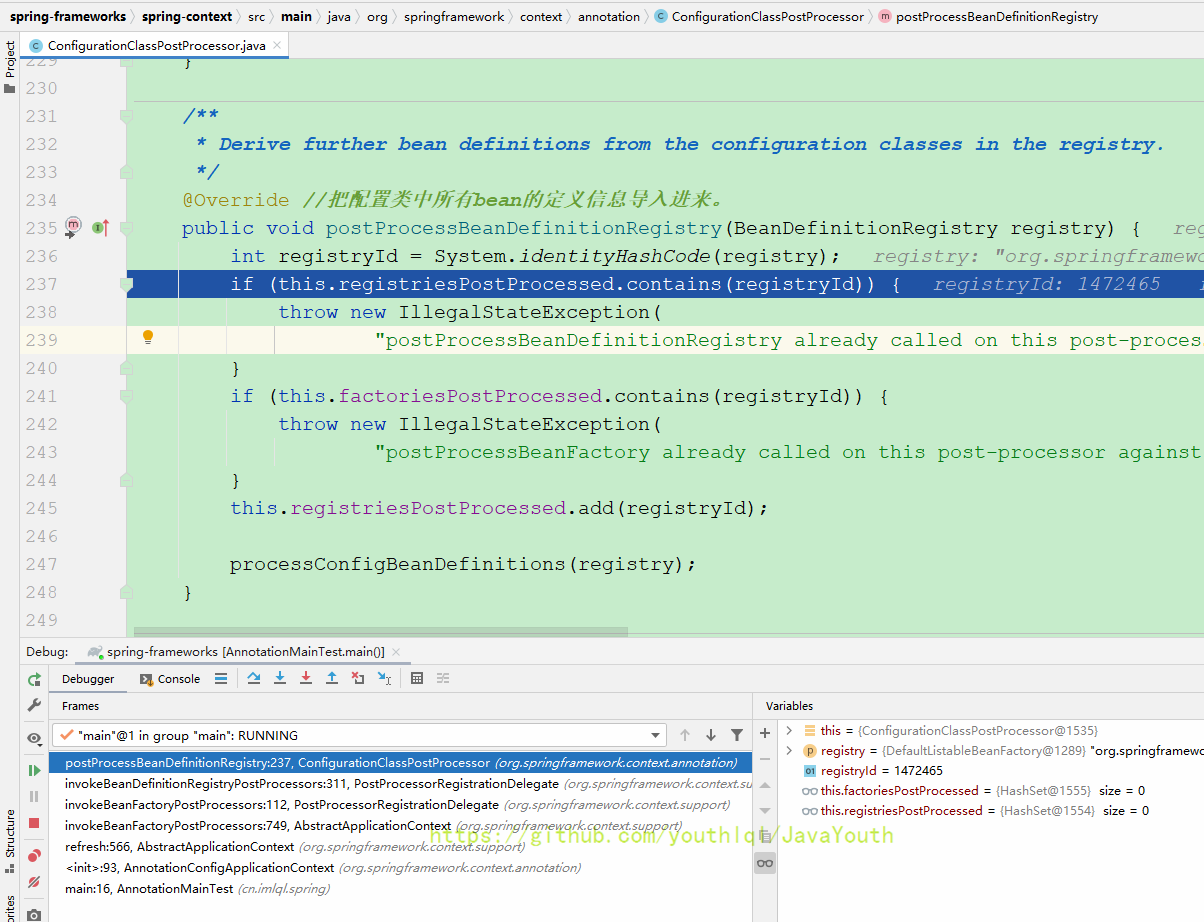 spring-frameworks spring-context src main java org springframework context annotation ConfigurationClassPostProcessor postProcessBeanDefinitionRegistry
Project
ConfigurationClassPostProcessor.java
229 }
230
231 /**
232 * Derive further bean definitions from the configuration classes in the registry.
233 */
234 @Override //把配置类中所有bean的定义信息导入进来。
235 public void postProcessBeanDefinitionRegistry(BeanDefinitionRegistry registry) { reg
236 int registryId = System.identityHashCode(registry); registry: "org.springframewo
237 if (this.registriesPostProcessed.contains(registryId)) { registryId: 1472465
238 throw new IllegalStateException(
239 "postProcessBeanDefinitionRegistry already called on this post-proces
240 }
241 if (this.factoriesPostProcessed.contains(registryId)) {
242 throw new IllegalStateException(
243 "postProcessBeanFactory already called on this post-processor against
244 }
245 this.registriesPostProcessed.add(registryId);
246
247 processConfigBeanDefinitions(registry);
248 }
249
Debug: spring-frameworks [AnnotationMainTest.main()]
Debugger Console
Frames
Variables
"main"@1 in group "main": RUNNING
postProcessBeanDefinitionRegistry:237, ConfigurationClassPostProcessor (org.springframework.context.annotation)
invokeBeanDefinitionRegistryPostProcessors:311, PostProcessorRegistrationDelegate (org.springframework.context.su
invokeBeanFactoryPostProcessors:112, PostProcessorRegistrationDelegate (org.springframework.context.support)
invokeBeanFactoryPostProcessors:749, AbstractApplicationContext (org.springframework.context.support)
refresh:566, AbstractApplicationContext (org.springframework.context.support)
<init>:93, AnnotationConfigApplicationContext (org.springframework.context.annotation)
main:16, AnnotationMainTest (cn.imlql.spring)
this = {ConfigurationClassPostProcessor@1535}
registry = {DefaultListableBeanFactory@1289} "org.springframewo
registryId = 1472465
this.factoriesPostProcessed = {HashSet@1555} size = 0
this.registriesPostProcessed = {HashSet@1554} size = 0
https://github.com/youthlql/JavaYouth
Structure
rites